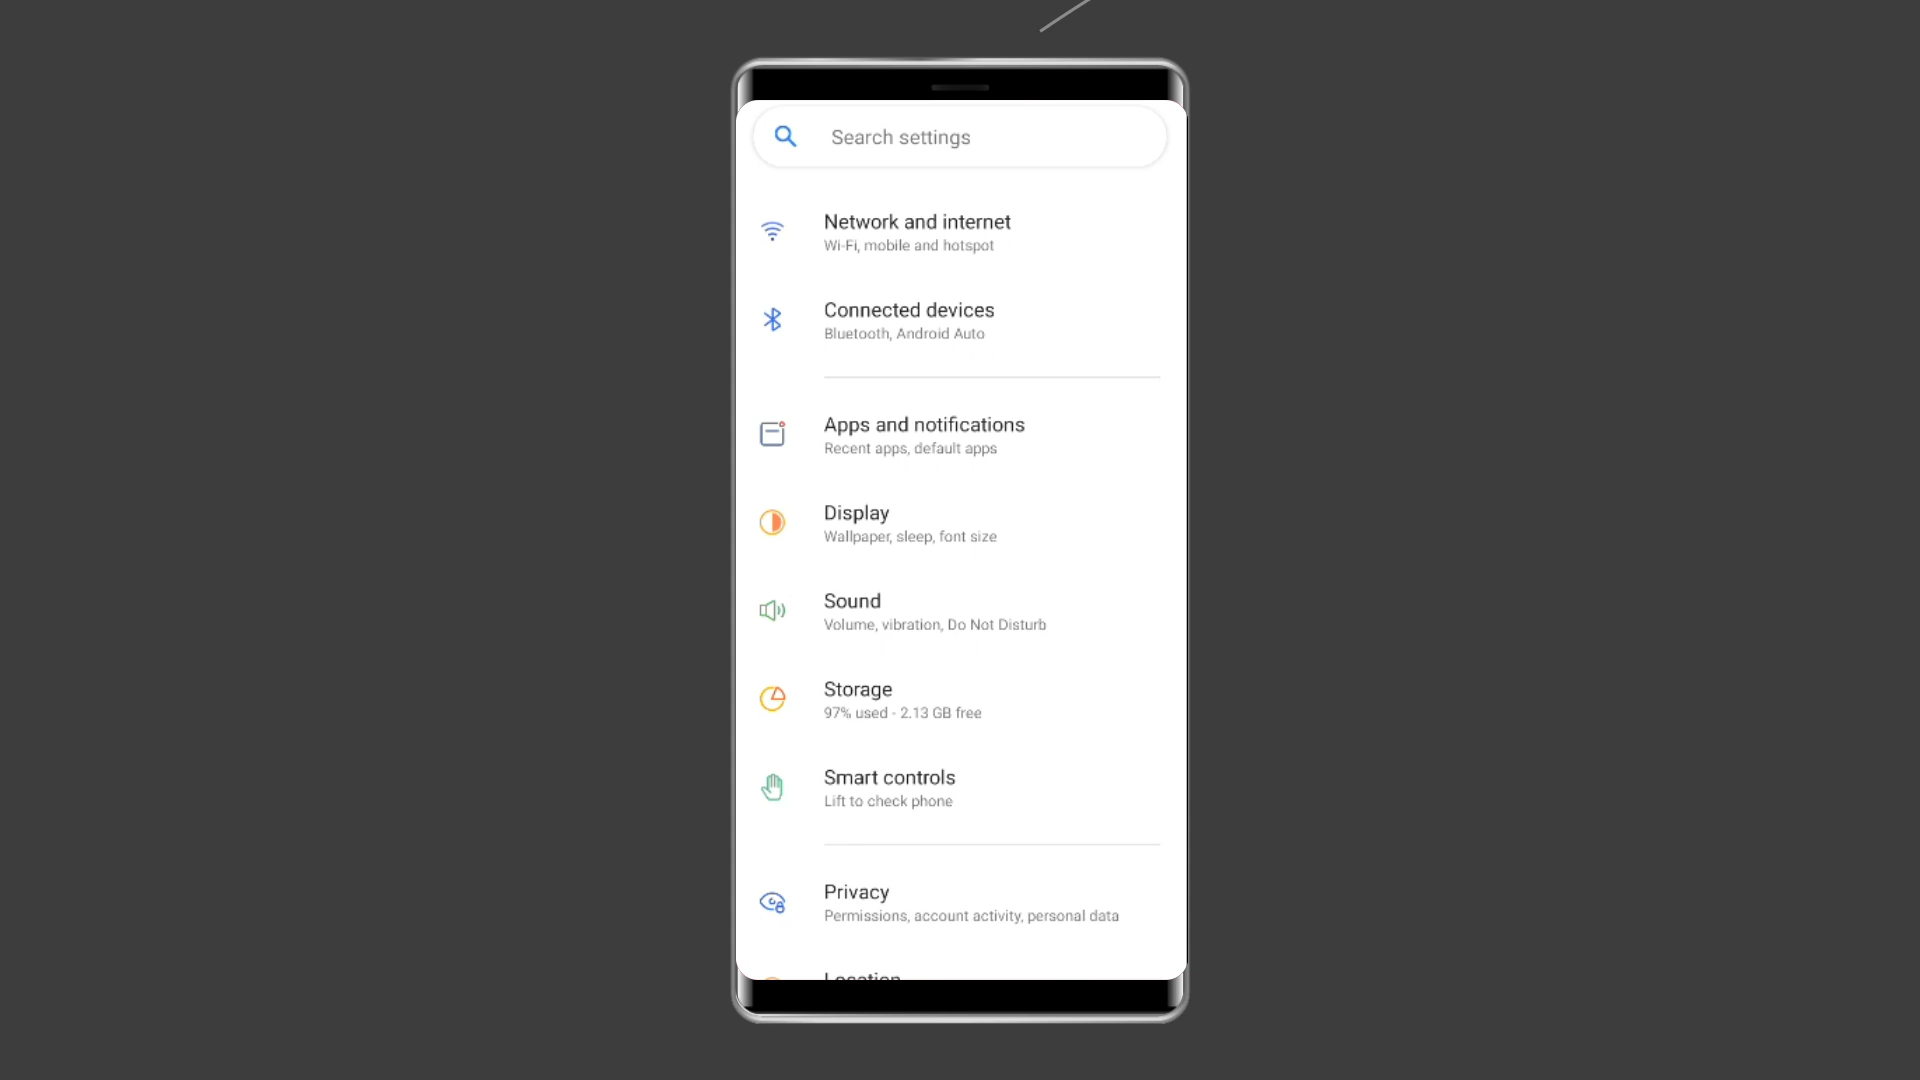 Search settings
Network and internet
Wi-Fi, mobile and hotspot
Connected devices
Bluetooth, Android Auto
Apps and notifications
Recent apps, default apps
Display
Wallpaper, sleep, font size
Sound
Volume, vibration, Do Not Disturb
Storage
97% used - 2.13 GB free
Smart controls
Lift to check phone
Privacy
Permissions, account activity, personal data
Location